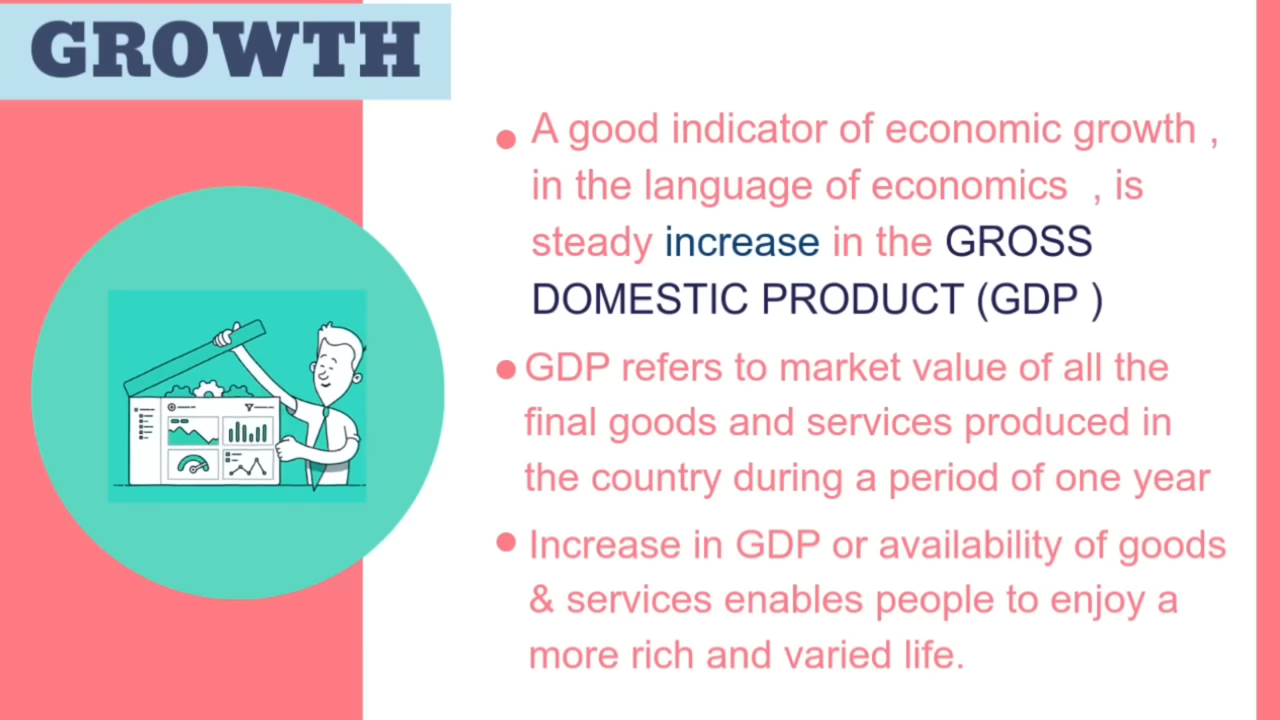 GROWTH
A good indicator of economic growth ,
in the language of economics , is
steady increase in the GROSS
DOMESTIC PRODUCT (GDP )
GDP refers to market value of all the
final goods and services produced in
the country during a period of one year
Increase in GDP or availability of goods
& services enables people to enjoy a
more rich and varied life.